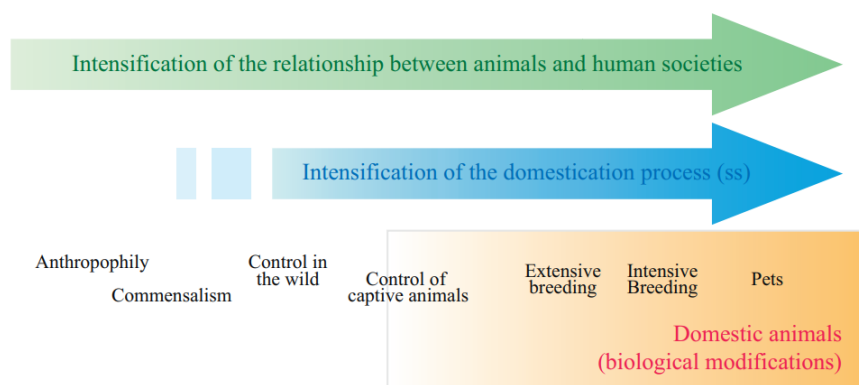 Intensification of the relationship between animals and human societies
Intensification of the domestication process (ss)
Anthropophily
Commensalism
Control in
the wild
Control of
captive animals
Extensive
breeding
Intensive
Breeding
Pets
Domestic animals
(biological modifications)